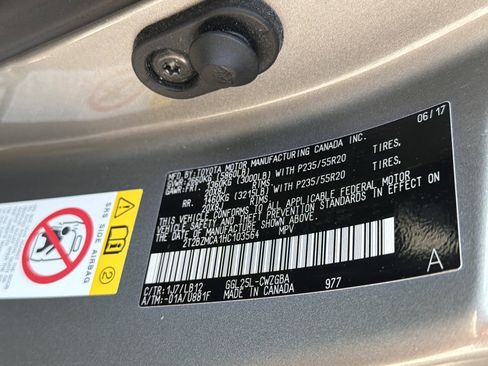 MFD. BY: TOYOTA MOTOR MANUFACTURING CANADA INC. 06/17
GVWR: 2660KG (5860LB)
GAWR: FRT. 1360KG (3000LB) WITH P235/55R20 TIRES,
20X8J RIMS
RR. 1460KG (3215LB) WITH P235/55R20 TIRES,
20X8J RIMS
THIS VEHICLE CONFORMS TO ALL APPLICABLE FEDERAL MOTOR
VEHICLE SAFETY AND THEFT PREVENTION STANDARDS IN EFFECT ON
THE DATE OF MANUFACTURE SHOWN ABOVE.
2T2BZMCA1HC103564 MPV
C/TR: 1J7/LB12 GGL25L-CWZGBA A
A/TM:-01A/U881F MADE IN CANADA 977
SRS SIDE AIRBAG
2